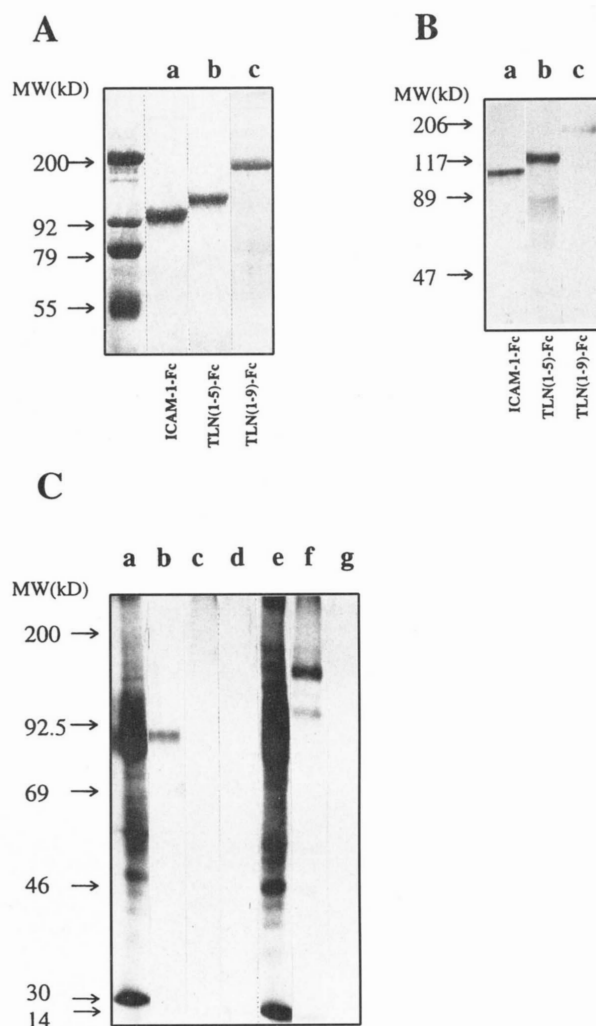 A
a b c
MW(kD)
200
92
79
55
ICAM-1-Fc
TLN(1-5)-Fc
TLN(1-9)-Fc
B
a b c
MW(kD)
206
117
89
47
ICAM-1-Fc
TLN(1-5)-Fc
TLN(1-9)-Fc
C
a b c d e f g
MW(kD)
200
92.5
69
46
30
14